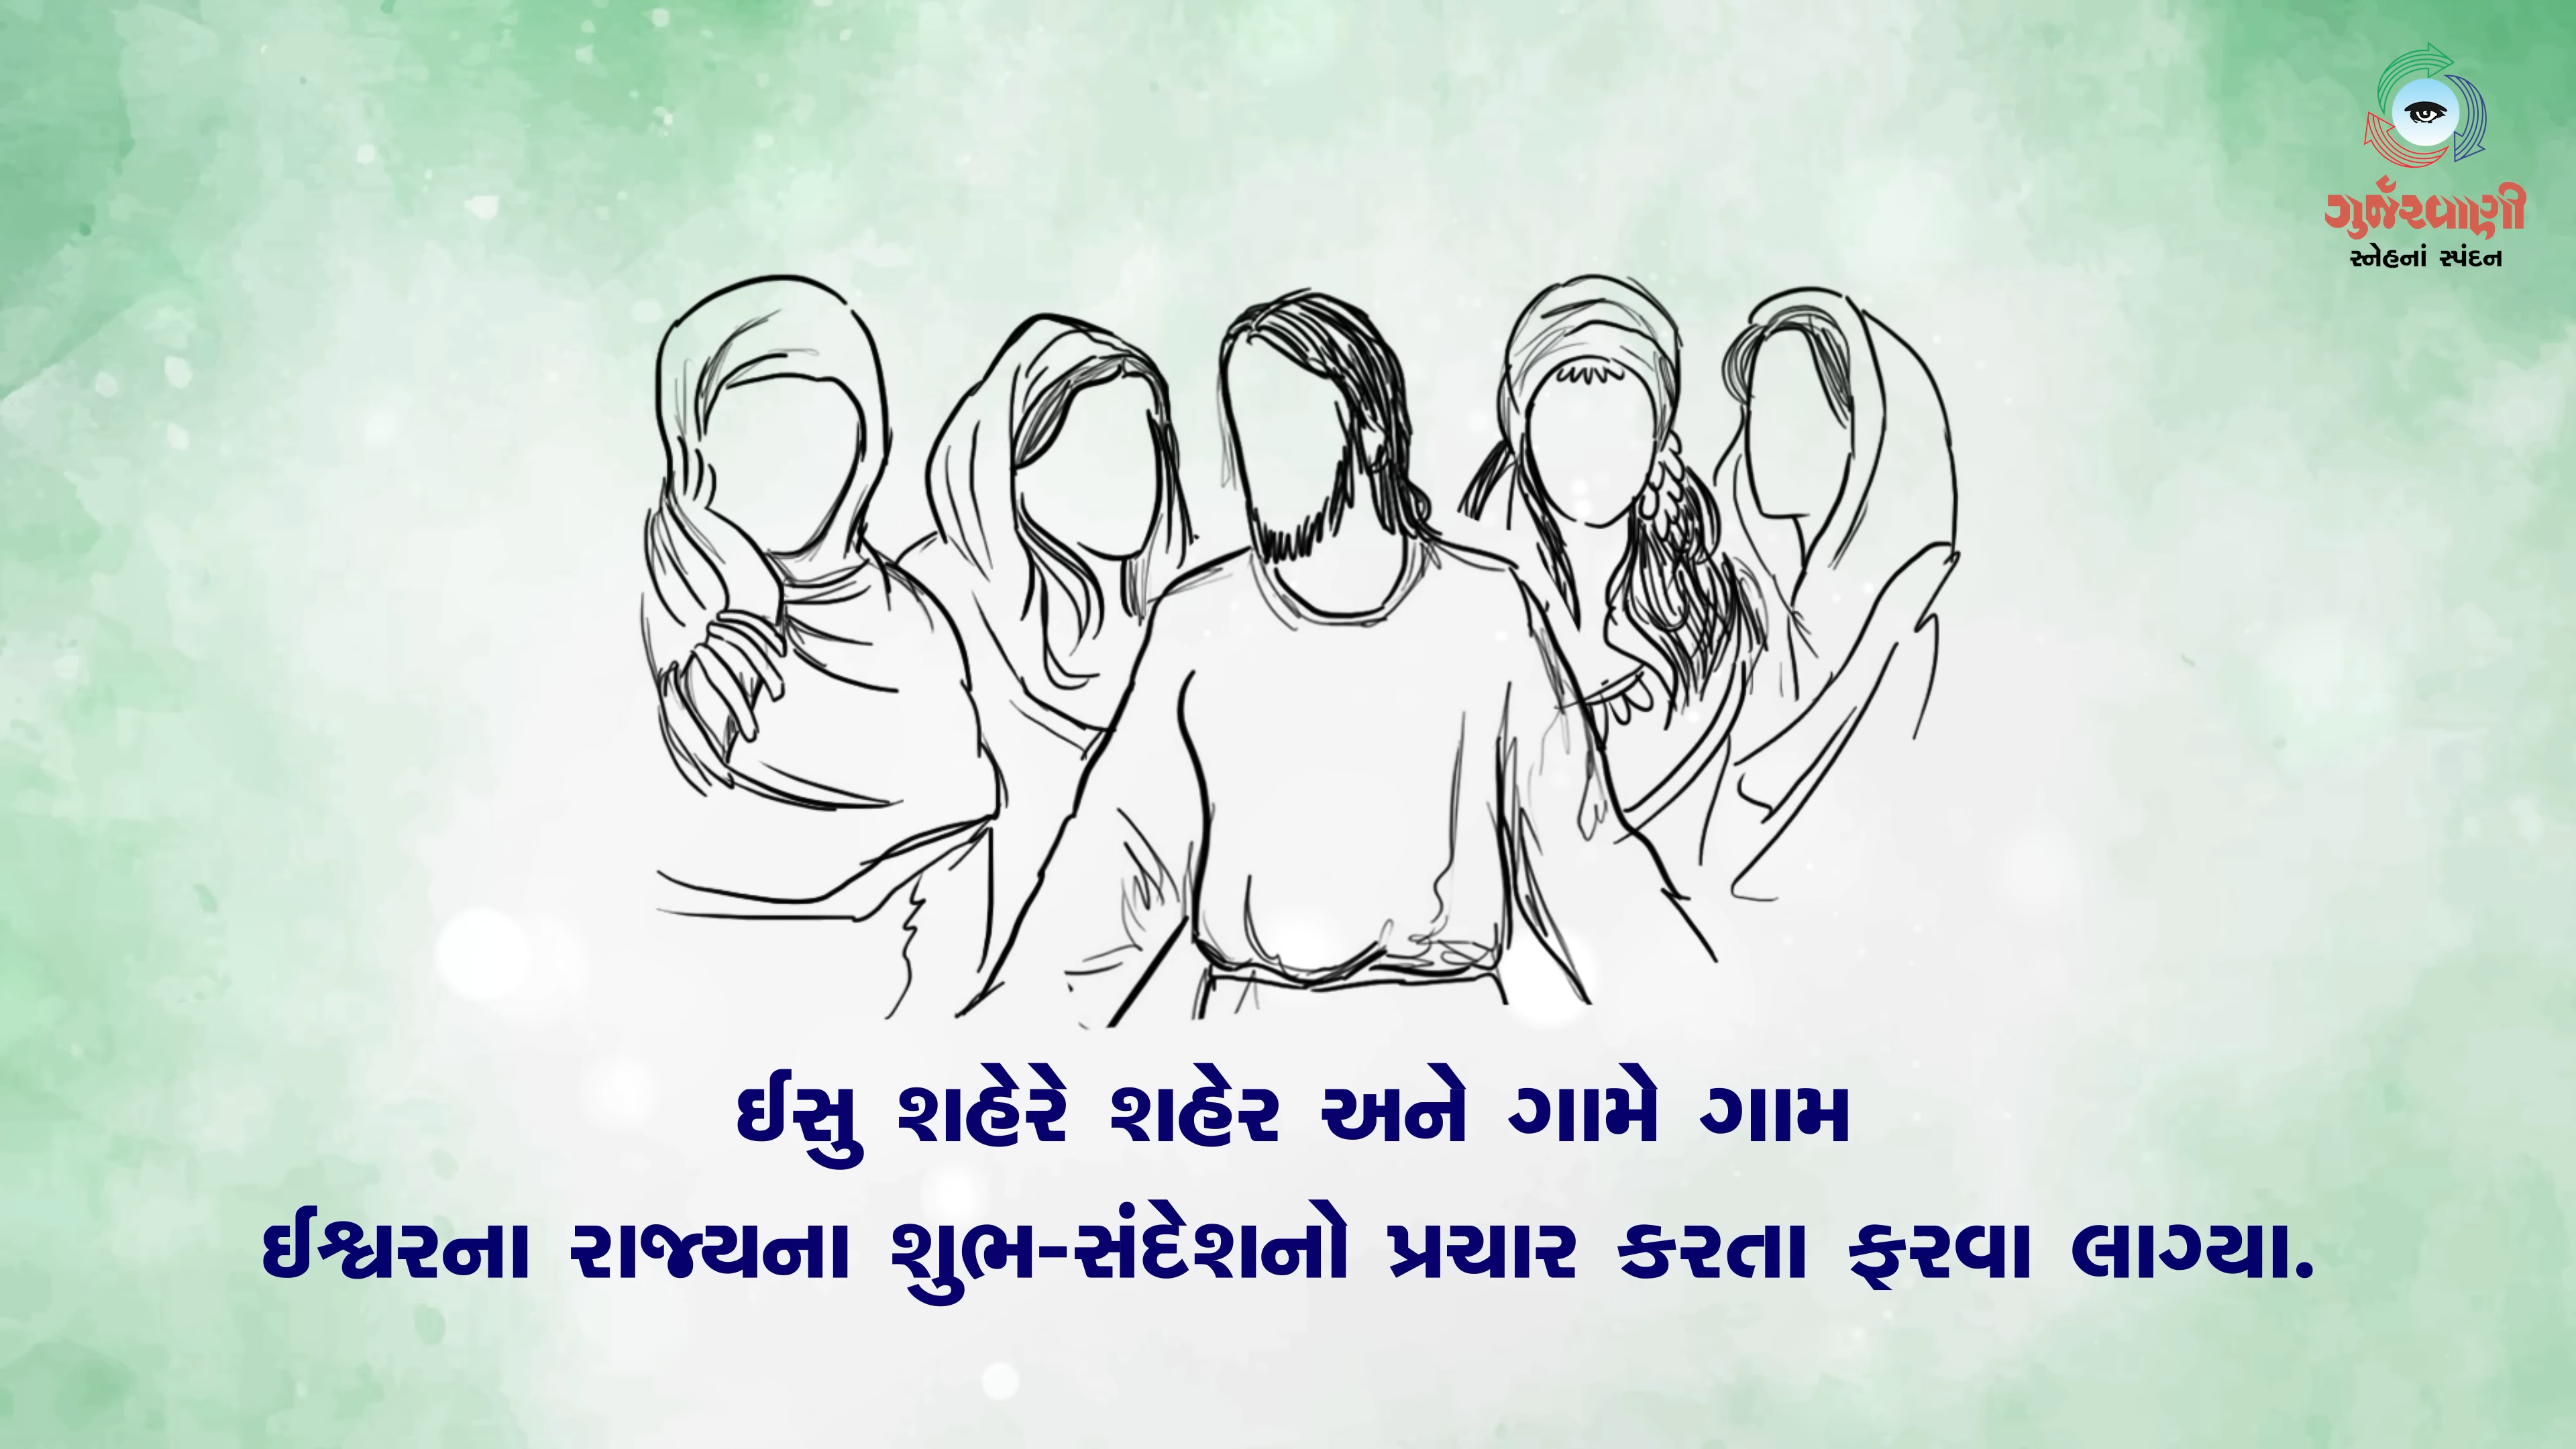 ગુર્જરવાણી
સ્નેહનાં સ્પંદન
ઈસુ શહેરે શહેર અને ગામે ગામ
ઈશ્વરના રાજ્યના શુભ-સંદેશનો પ્રચાર કરતા ફરવા લાગ્યા.